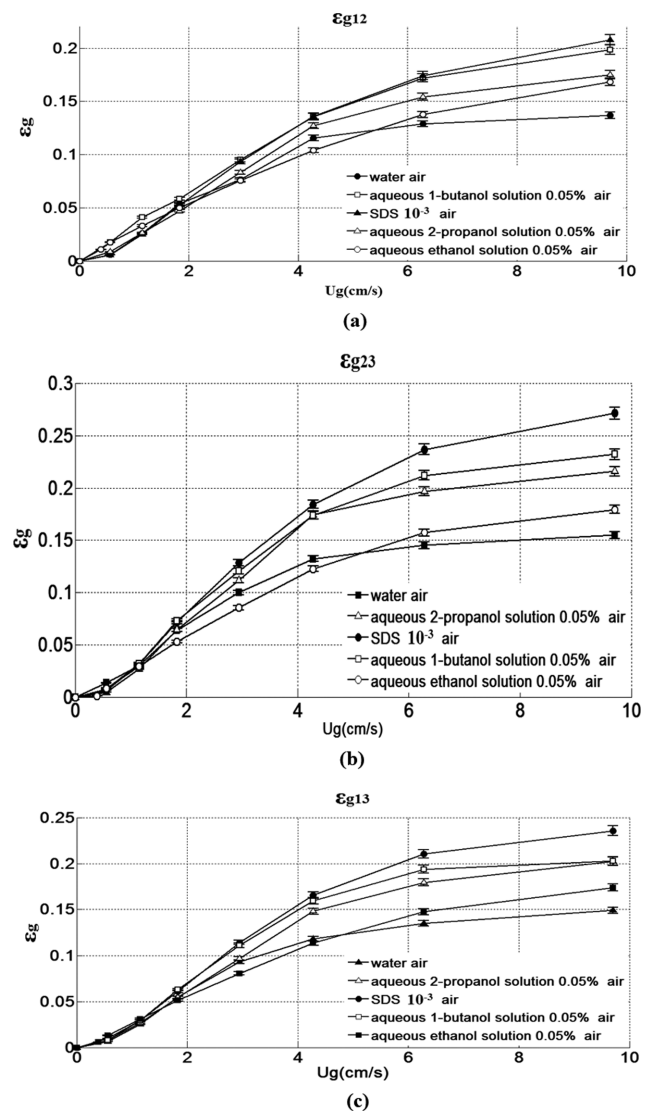 εg12
0.2
0.15
0.1
0.05
0
εg
water air
aqueous 1-butanol solution 0.05% air
SDS 10-3 air
aqueous 2-propanol solution 0.05% air
aqueous ethanol solution 0.05% air
0 2 4 6 8 10
Ug(cm/s)
(a)
εg23
0.3
0.25
0.2
0.15
0.1
0.05
0
εg
water air
aqueous 2-propanol solution 0.05% air
SDS 10-3 air
aqueous 1-butanol solution 0.05% air
aqueous ethanol solution 0.05% air
0 2 4 6 8 10
Ug(cm/s)
(b)
εg13
0.25
0.2
0.15
0.1
0.05
0
εg
water air
aqueous 2-propanol solution 0.05% air
SDS 10-3 air
aqueous 1-butanol solution 0.05% air
aqueous ethanol solution 0.05% air
0 2 4 6 8 10
Ug(cm/s)
(c)